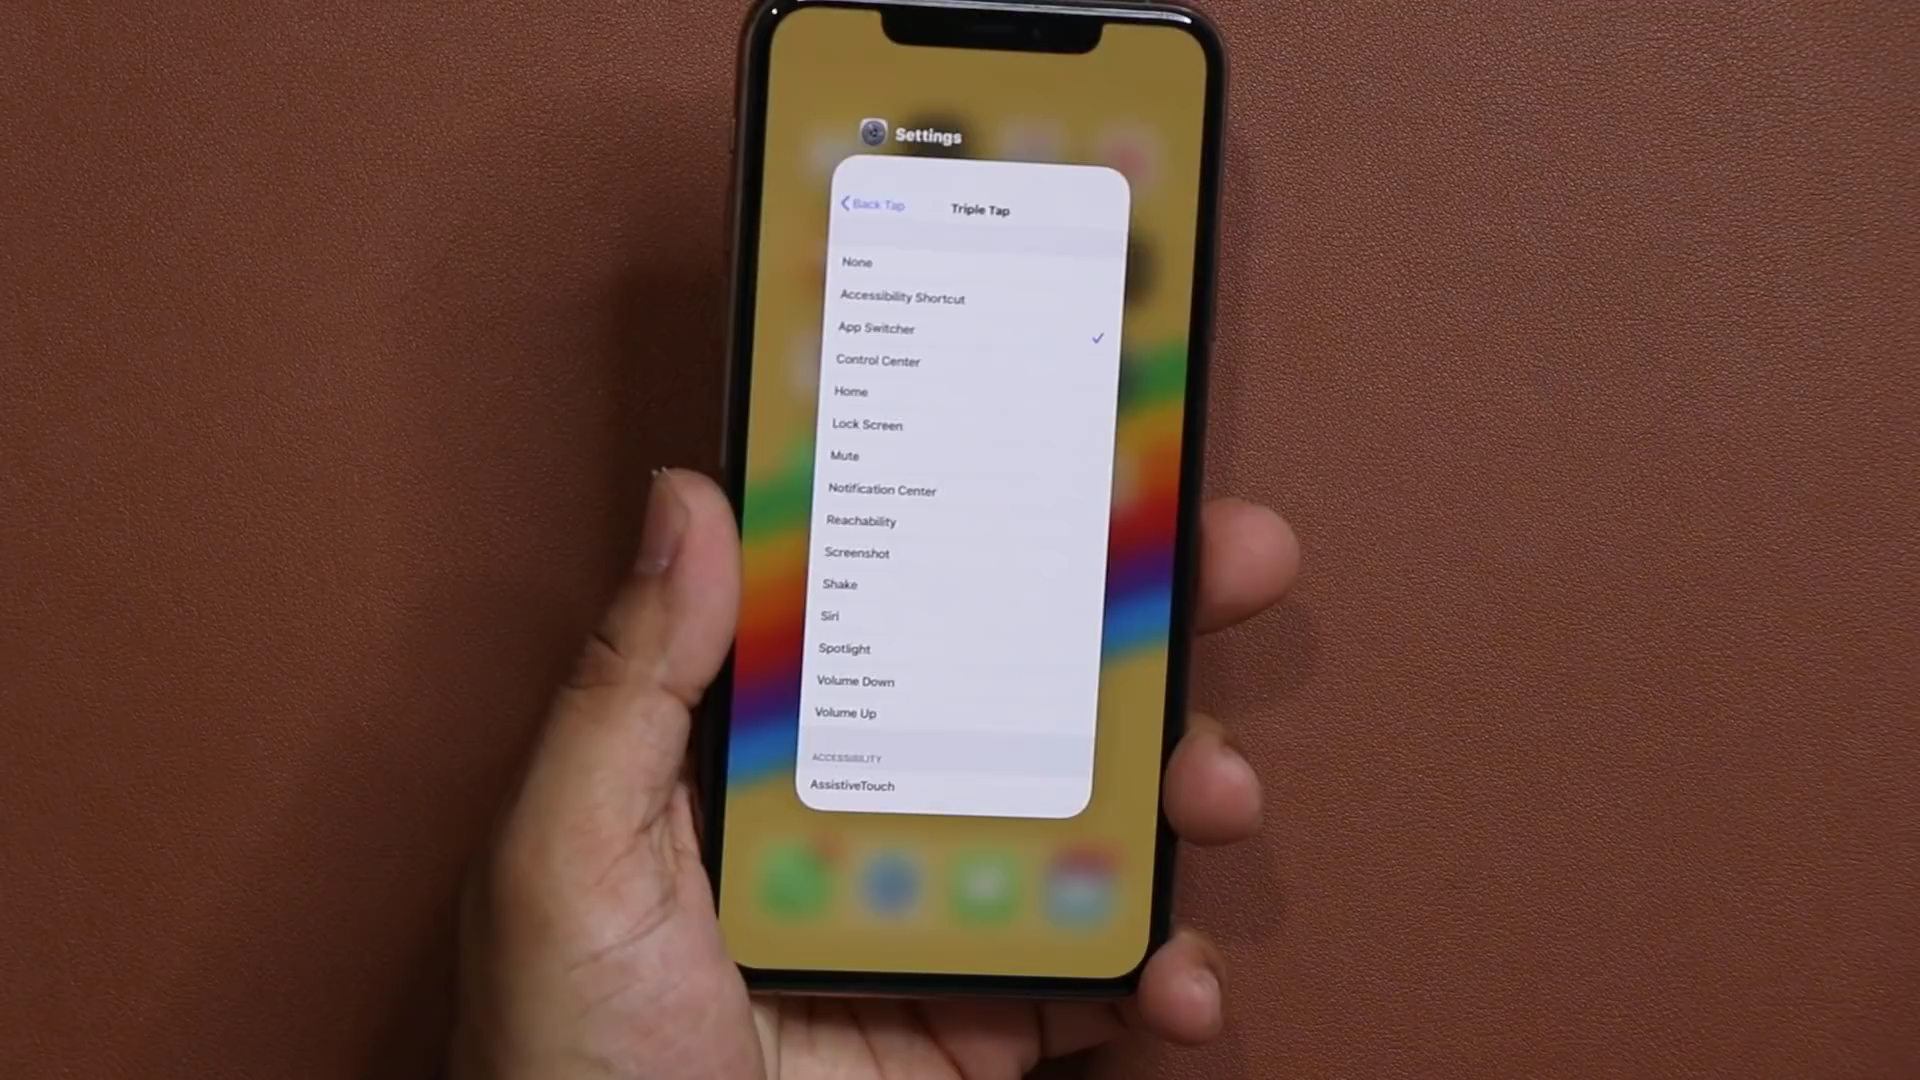 Settings
Back Tap
Triple Tap
None
Accessibility Shortcut
App Switcher
Control Center
Home
Lock Screen
Mute
Notification Center
Reachability
Screenshot
Shake
Siri
Spotlight
Volume Down
Volume Up
ACCESSIBILITY
AssistiveTouch